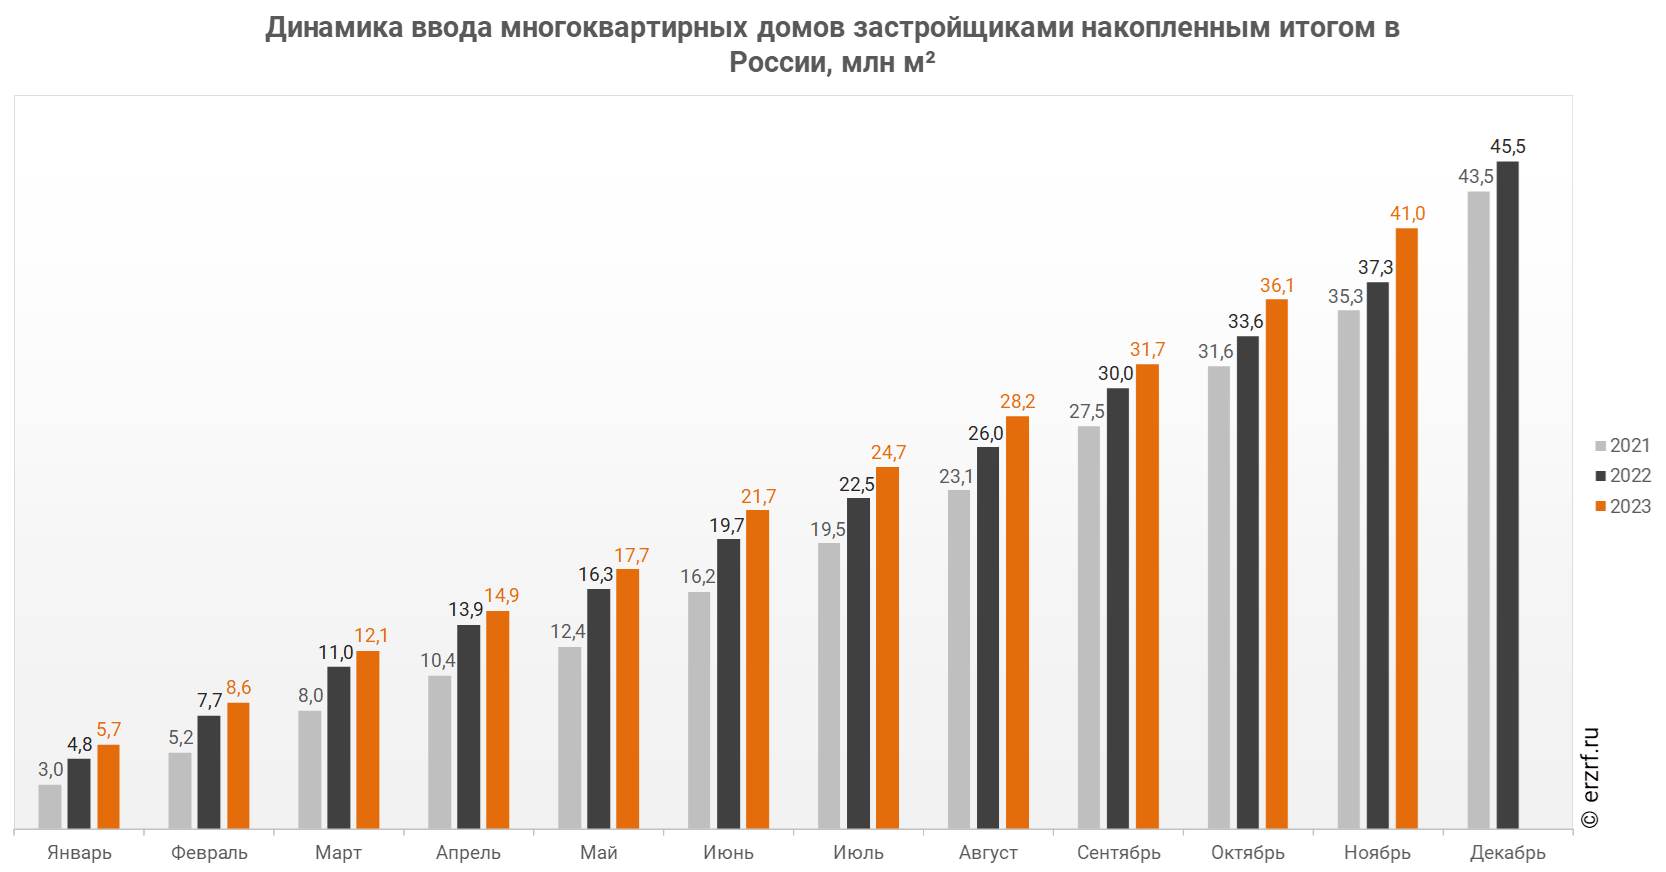 Динамика ввода многоквартирных домов застройщиками накопленным итогом в
России, млн м²
3,0 4,8 5,7
5,2 7,7 8,6
8,0 11,0 12,1
10,4 13,9 14,9
12,4 16,3 17,7
16,2 19,7 21,7
19,5 22,5 24,7
23,1 26,0 28,2
27,5 30,0 31,7
31,6 33,6 36,1
35,3 37,3 41,0
43,5 45,5
Январь Февраль Март Апрель Май Июнь Июль Август Сентябрь Октябрь Ноябрь Декабрь
2021
2022
2023
© erzrf.ru